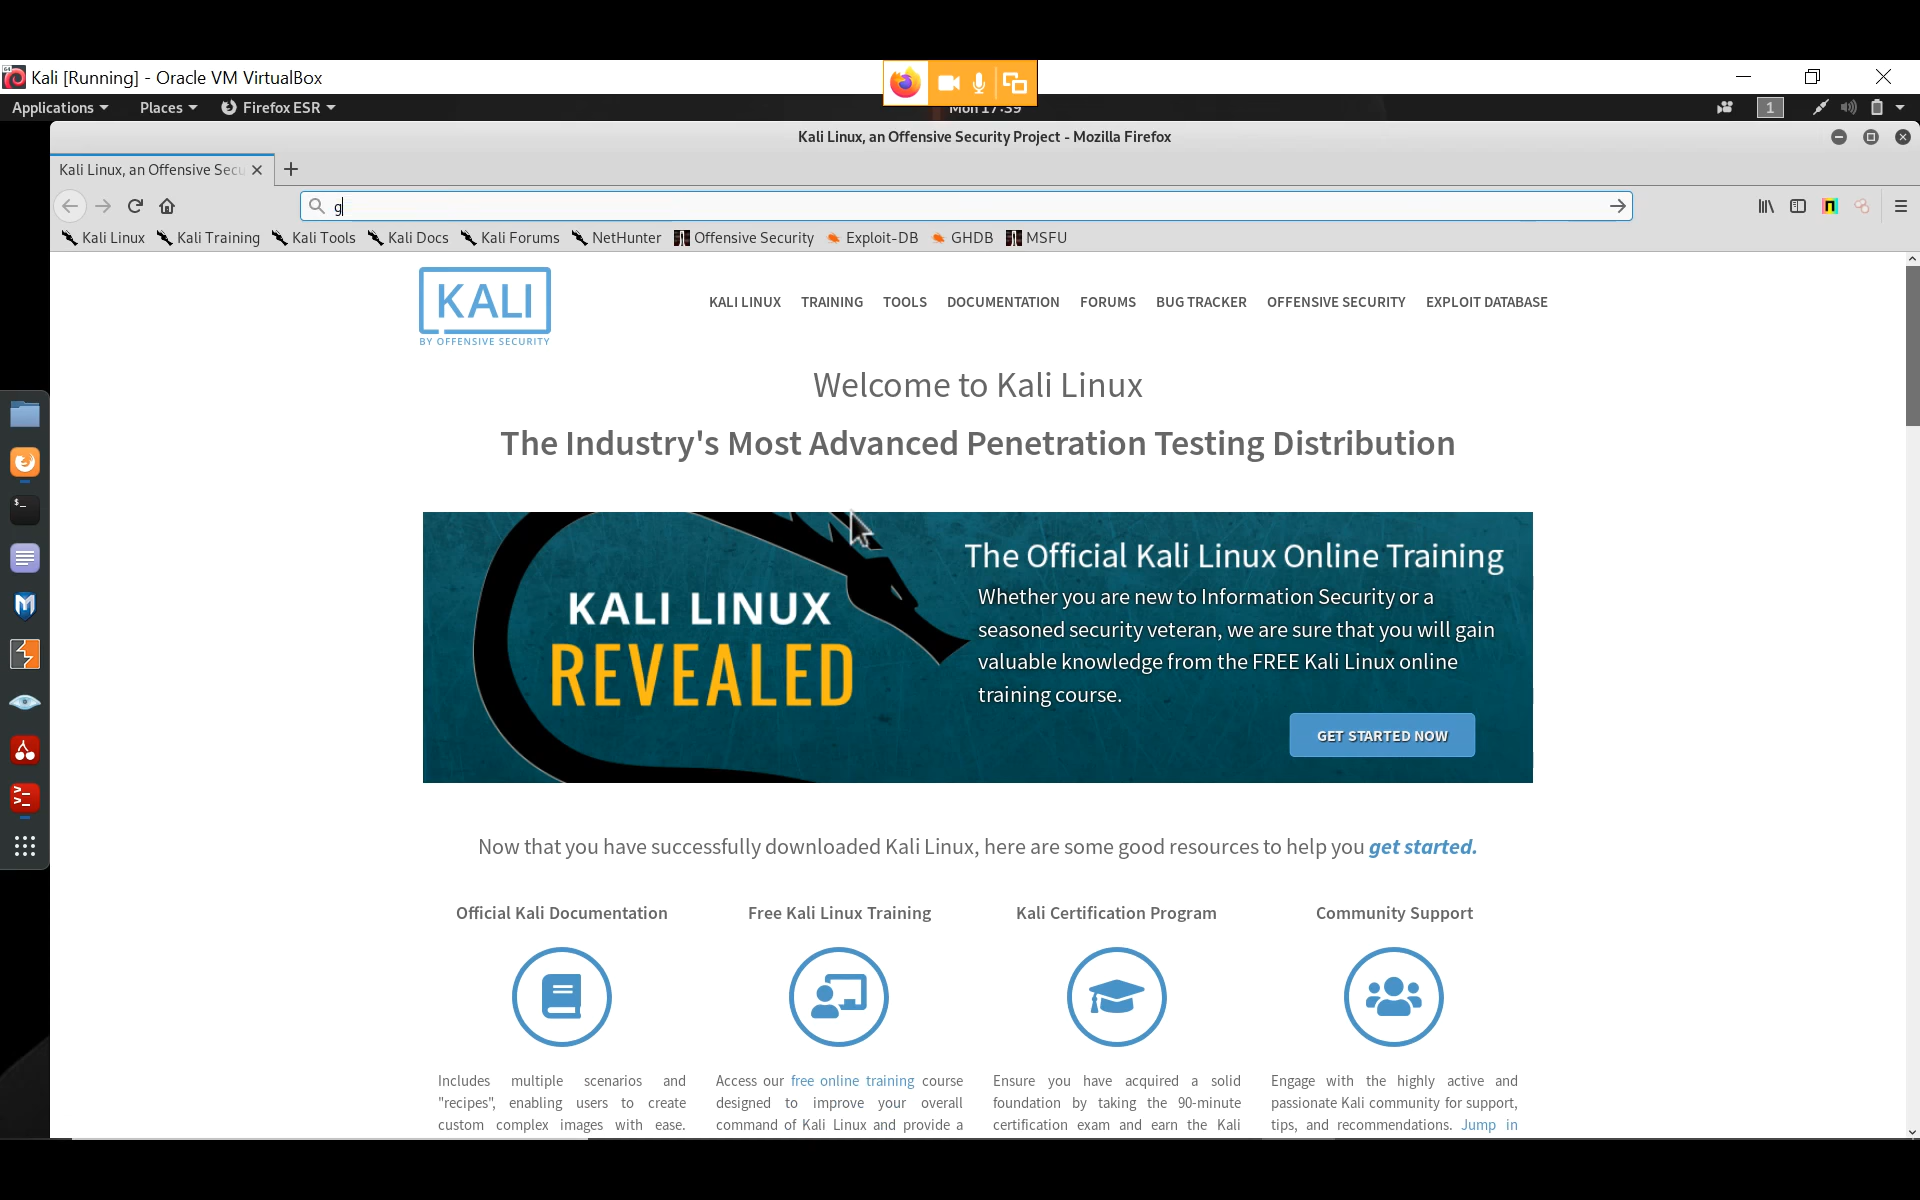 Kali [Running] - Oracle VM VirtualBox
Applications Places Firefox ESR Mon 17:39 1
Kali Linux, an Offensive Security Project - Mozilla Firefox
Kali Linux, an Offensive Secu
g
Kali Linux Kali Training Kali Tools Kali Docs Kali Forums NetHunter Offensive Security Exploit-DB GHDB MSFU
KALI
BY OFFENSIVE SECURITY
KALI LINUX TRAINING TOOLS DOCUMENTATION FORUMS BUG TRACKER OFFENSIVE SECURITY EXPLOIT DATABASE
Welcome to Kali Linux
The Industry's Most Advanced Penetration Testing Distribution
KALI LINUX
REVEALED
The Official Kali Linux Online Training
Whether you are new to Information Security or a
seasoned security veteran, we are sure that you will gain
valuable knowledge from the FREE Kali Linux online
training course.
GET STARTED NOW
Now that you have successfully downloaded Kali Linux, here are some good resources to help you get started.
Official Kali Documentation
Includes multiple scenarios and
"recipes", enabling users to create
custom complex images with ease.
Free Kali Linux Training
Access our free online training course
designed to improve your overall
command of Kali Linux and provide a
Kali Certification Program
Ensure you have acquired a solid
foundation by taking the 90-minute
certification exam and earn the Kali
Community Support
Engage with the highly active and
passionate Kali community for support,
tips, and recommendations. Jump in